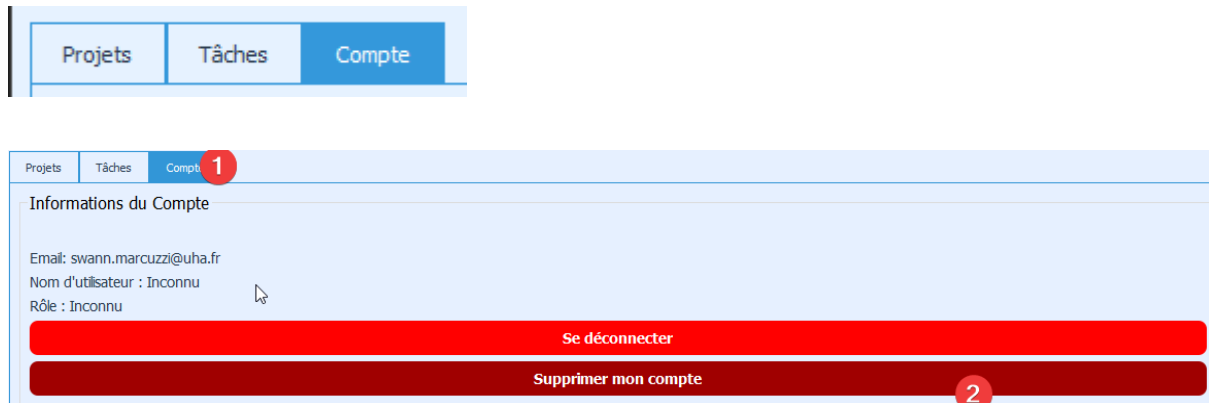 Projets Tâches Compte
Projets Tâches Compte 1
Informations du Compte
Email: swann.marcuzzi@uha.fr
Nom d'utilisateur : Inconnu
Rôle : Inconnu
Se déconnecter
Supprimer mon compte
2